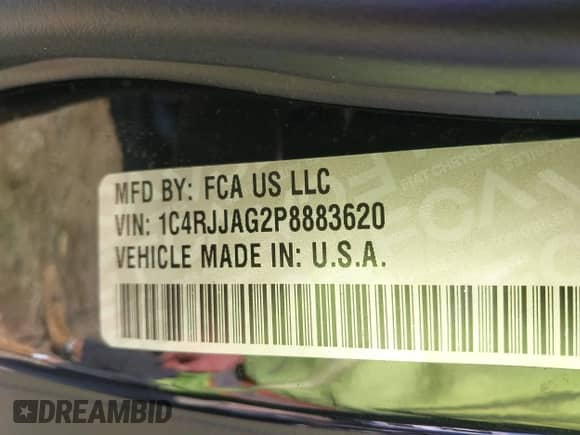 MFD BY: FCA US LLC
VIN: 1C4RJJAG2P8883620
VEHICLE MADE IN: U.S.A.
DREAMBID